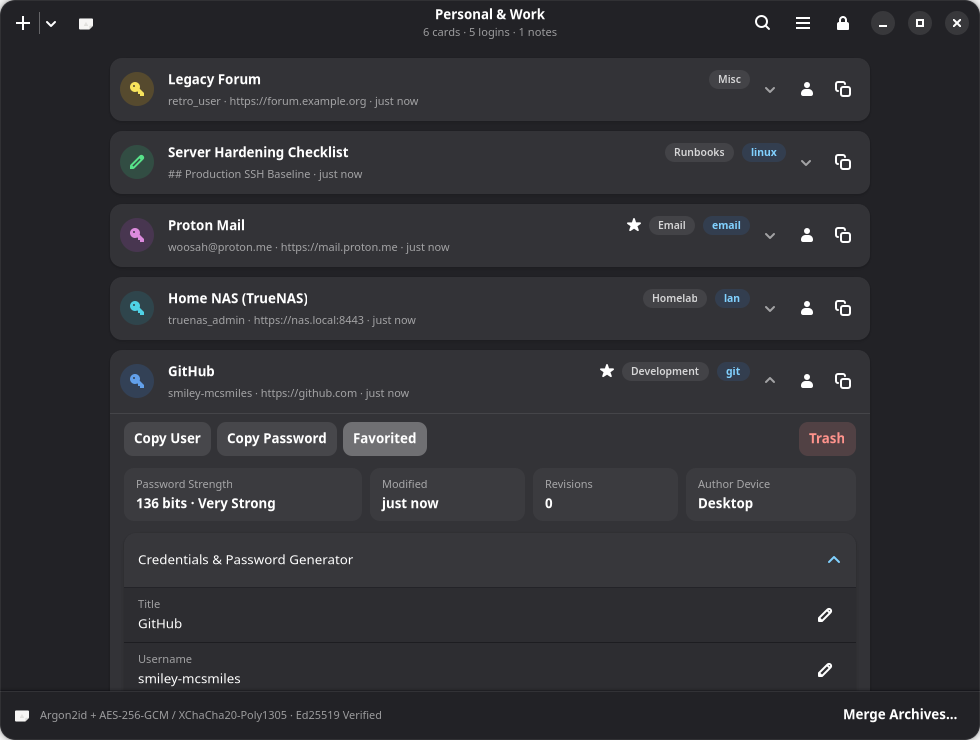 Personal & Work
6 cards · 5 logins · 1 notes
Legacy Forum
Misc
retro_user · https://forum.example.org · just now
Server Hardening Checklist
Runbooks linux
## Production SSH Baseline · just now
Proton Mail
Email email
woosah@proton.me · https://mail.proton.me · just now
Home NAS (TrueNAS)
Homelab lan
truenas_admin · https://nas.local:8443 · just now
GitHub
Development git
smiley-mcsmiles · https://github.com · just now
Copy User Copy Password Favorited Trash
Password Strength Modified Revisions Author Device
136 bits · Very Strong just now 0 Desktop
Credentials & Password Generator
Title
GitHub
Username
smiley-mcsmiles
Argon2id + AES-256-GCM / XChaCha20-Poly1305 · Ed25519 Verified Merge Archives...